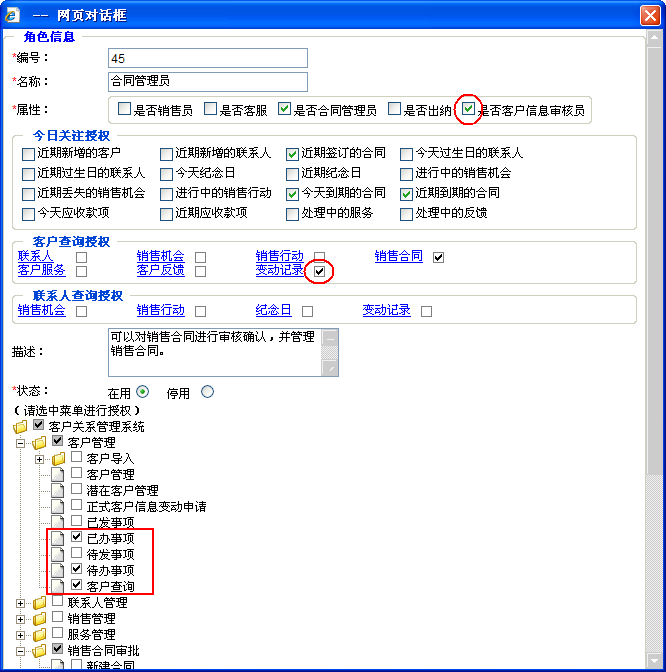 -- 网页对话框
角色信息
*编号： 45
*名称： 合同管理员
*属性： 是否销售员 是否客服 是否合同管理员 是否出纳 是否客户信息审核员
今日关注授权
近期新增的客户 近期新增的联系人 近期签订的合同 今天过生日的联系人
近期过生日的联系人 今天纪念日 近期纪念日 进行中的销售机会
近期丢失的销售机会 进行中的销售行动 今天到期的合同 近期到期的合同
今天应收款项 近期应收款项 处理中的服务 处理中的反馈
客户查询授权
联系人 销售机会 销售行动 销售合同
客户服务 客户反馈 变动记录
联系人查询授权
销售机会 销售行动 纪念日 变动记录
描述： 可以对销售合同进行审核确认，并管理
销售合同。
*状态： 在用 停用
（请选中菜单进行授权）
客户关系管理系统
客户管理
客户导入
客户管理
潜在客户管理
正式客户信息变动申请
已发事项
已办事项
待发事项
待办事项
客户查询
联系人管理
销售管理
服务管理
销售合同审批
新建合同